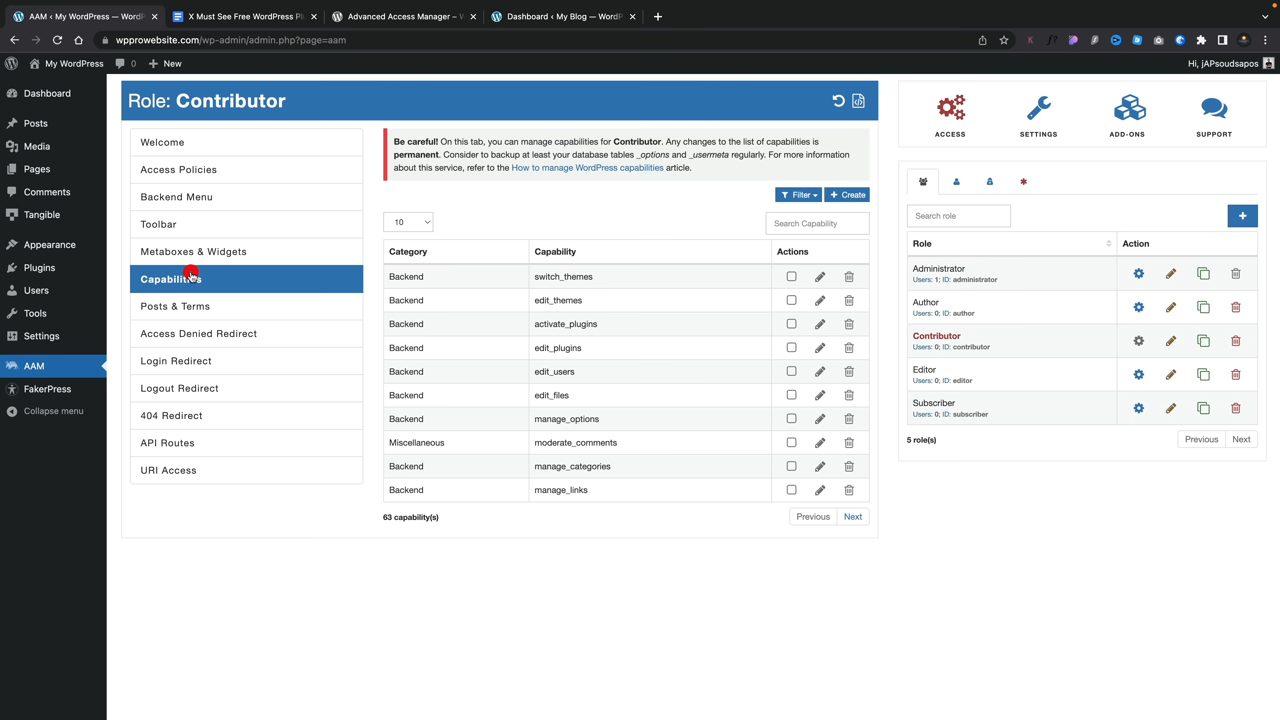 AAM ‹ My WordPress — WordP
X Must See Free WordPress Pl
Advanced Access Manager – W
Dashboard ‹ My Blog — WordP
wpprowebsite.com/wp-admin/admin.php?page=aam
My WordPress
0
New
Hi, jAPsoudsapos
Dashboard
Posts
Media
Pages
Comments
Tangible
Appearance
Plugins
Users
Tools
Settings
AAM
FakerPress
Collapse menu
Role: Contributor
Welcome
Access Policies
Backend Menu
Toolbar
Metaboxes & Widgets
Capabilities
Posts & Terms
Access Denied Redirect
Login Redirect
Logout Redirect
404 Redirect
API Routes
URI Access
Be careful! On this tab, you can manage capabilities for Contributor. Any changes to the list of capabilities is
permanent. Consider to backup at least your database tables _options and _usermeta regularly. For more information
about this service, refer to the How to manage WordPress capabilities article.
Filter
Create
10
Search Capability
Category Capability Actions
Backend switch_themes
Backend edit_themes
Backend activate_plugins
Backend edit_plugins
Backend edit_users
Backend edit_files
Backend manage_options
Miscellaneous moderate_comments
Backend manage_categories
Backend manage_links
63 capability(s)
Previous Next
ACCESS SETTINGS ADD-ONS SUPPORT
Search role
Role Action
Administrator
Users: 1; ID: administrator
Author
Users: 0; ID: author
Contributor
Users: 0; ID: contributor
Editor
Users: 0; ID: editor
Subscriber
Users: 0; ID: subscriber
5 role(s)
Previous Next